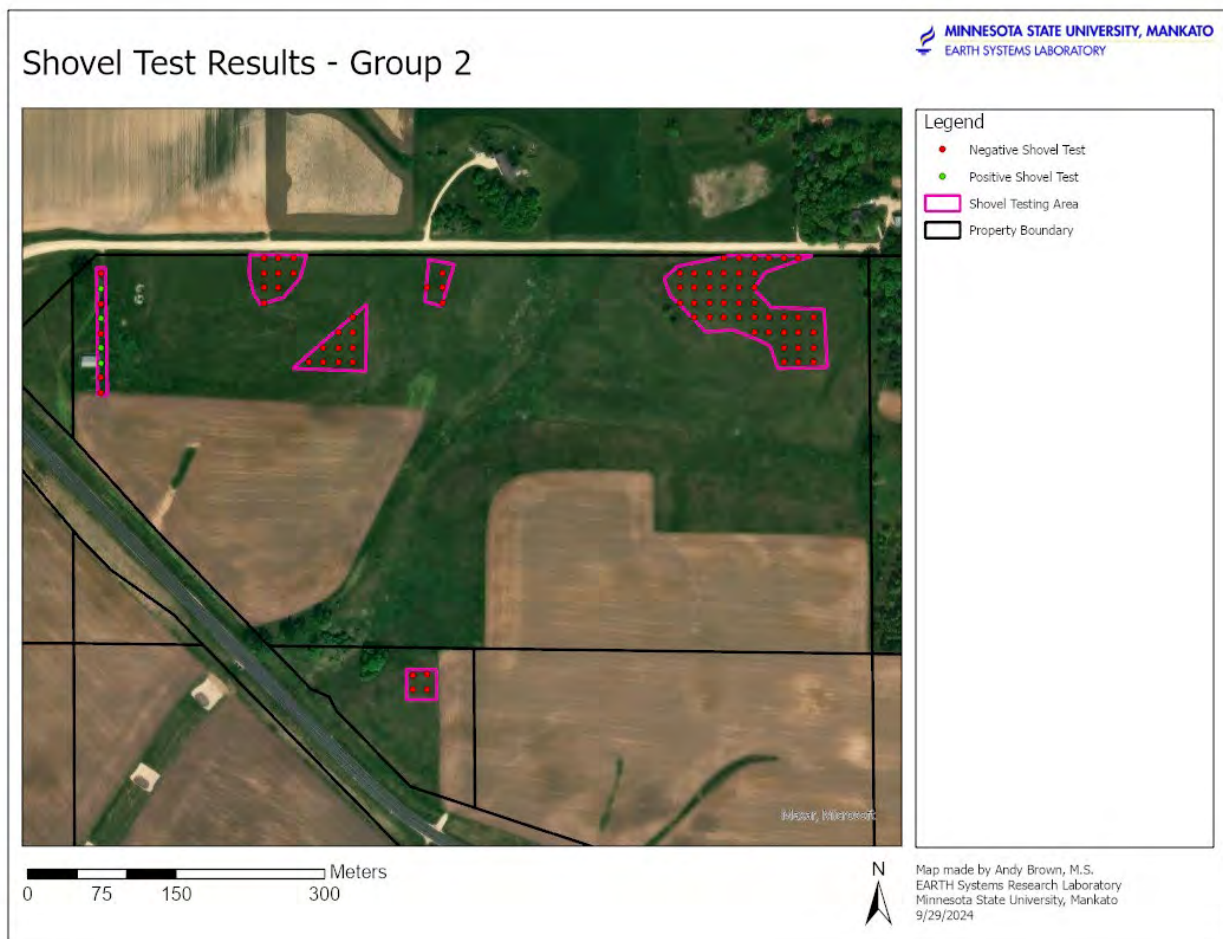 Shovel Test Results - Group 2
MINNESOTA STATE UNIVERSITY, MANKATO
EARTH SYSTEMS LABORATORY
Legend
Negative Shovel Test
Positive Shovel Test
Shovel Testing Area
Property Boundary
Maxar, Microsoft
Meters
0 75 150 300
N
Map made by Andy Brown, M.S.
EARTH Systems Research Laboratory
Minnesota State University, Mankato
9/29/2024